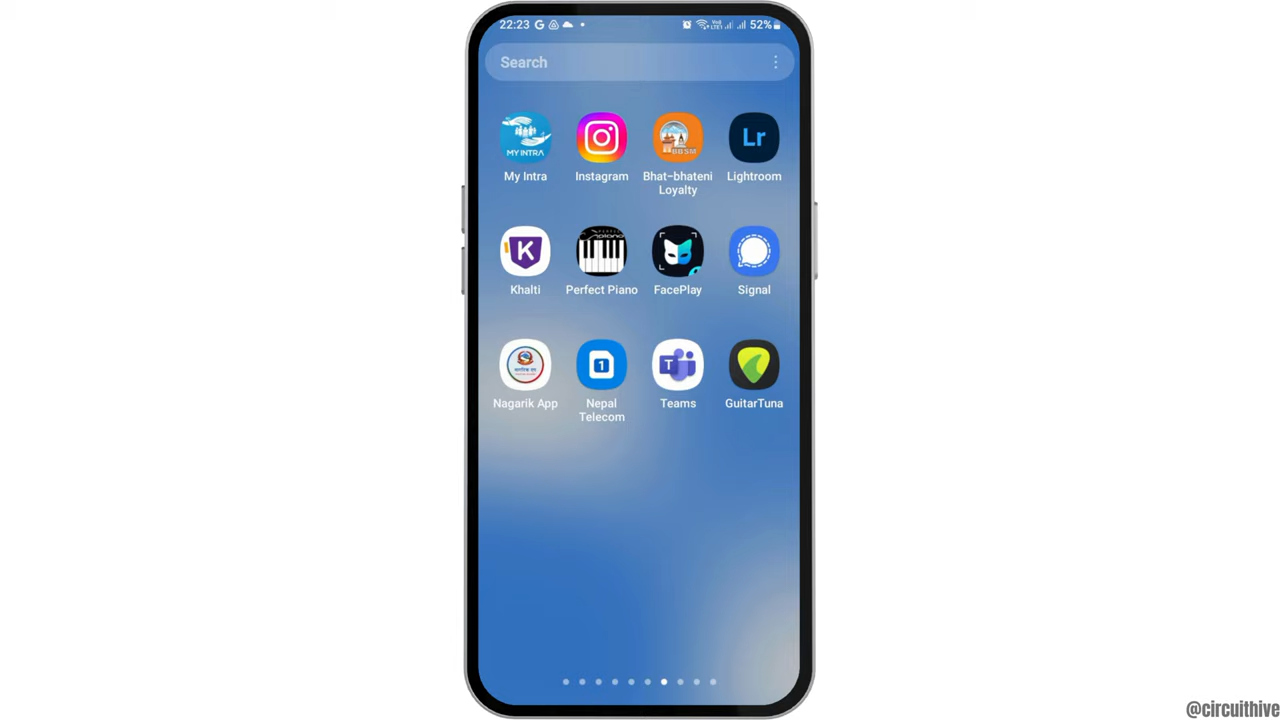 22:23
52%
Search
MY INTRA
BBSM
Lr
My Intra
Instagram
Bhat-bhateni
Loyalty
Lightroom
K
Khalti
Perfect Piano
FacePlay
Signal
1
T
Nagarik App
Nepal
Telecom
Teams
GuitarTuna
@circuithive